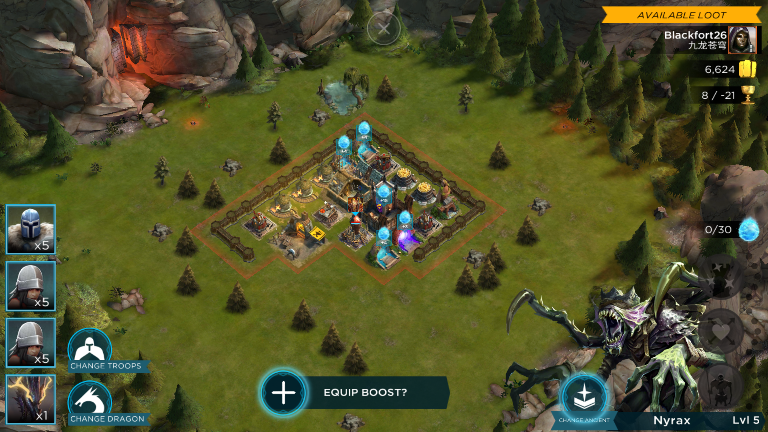 AVAILABLE LOOT
Blackfort26
九龙苍穹
6,624
8 / -21
0/30
x5
x5
x5
x1
CHANGE TROOPS
CHANGE DRAGON
EQUIP BOOST?
CHANGE ANCIENT
Nyrax Lvl 5